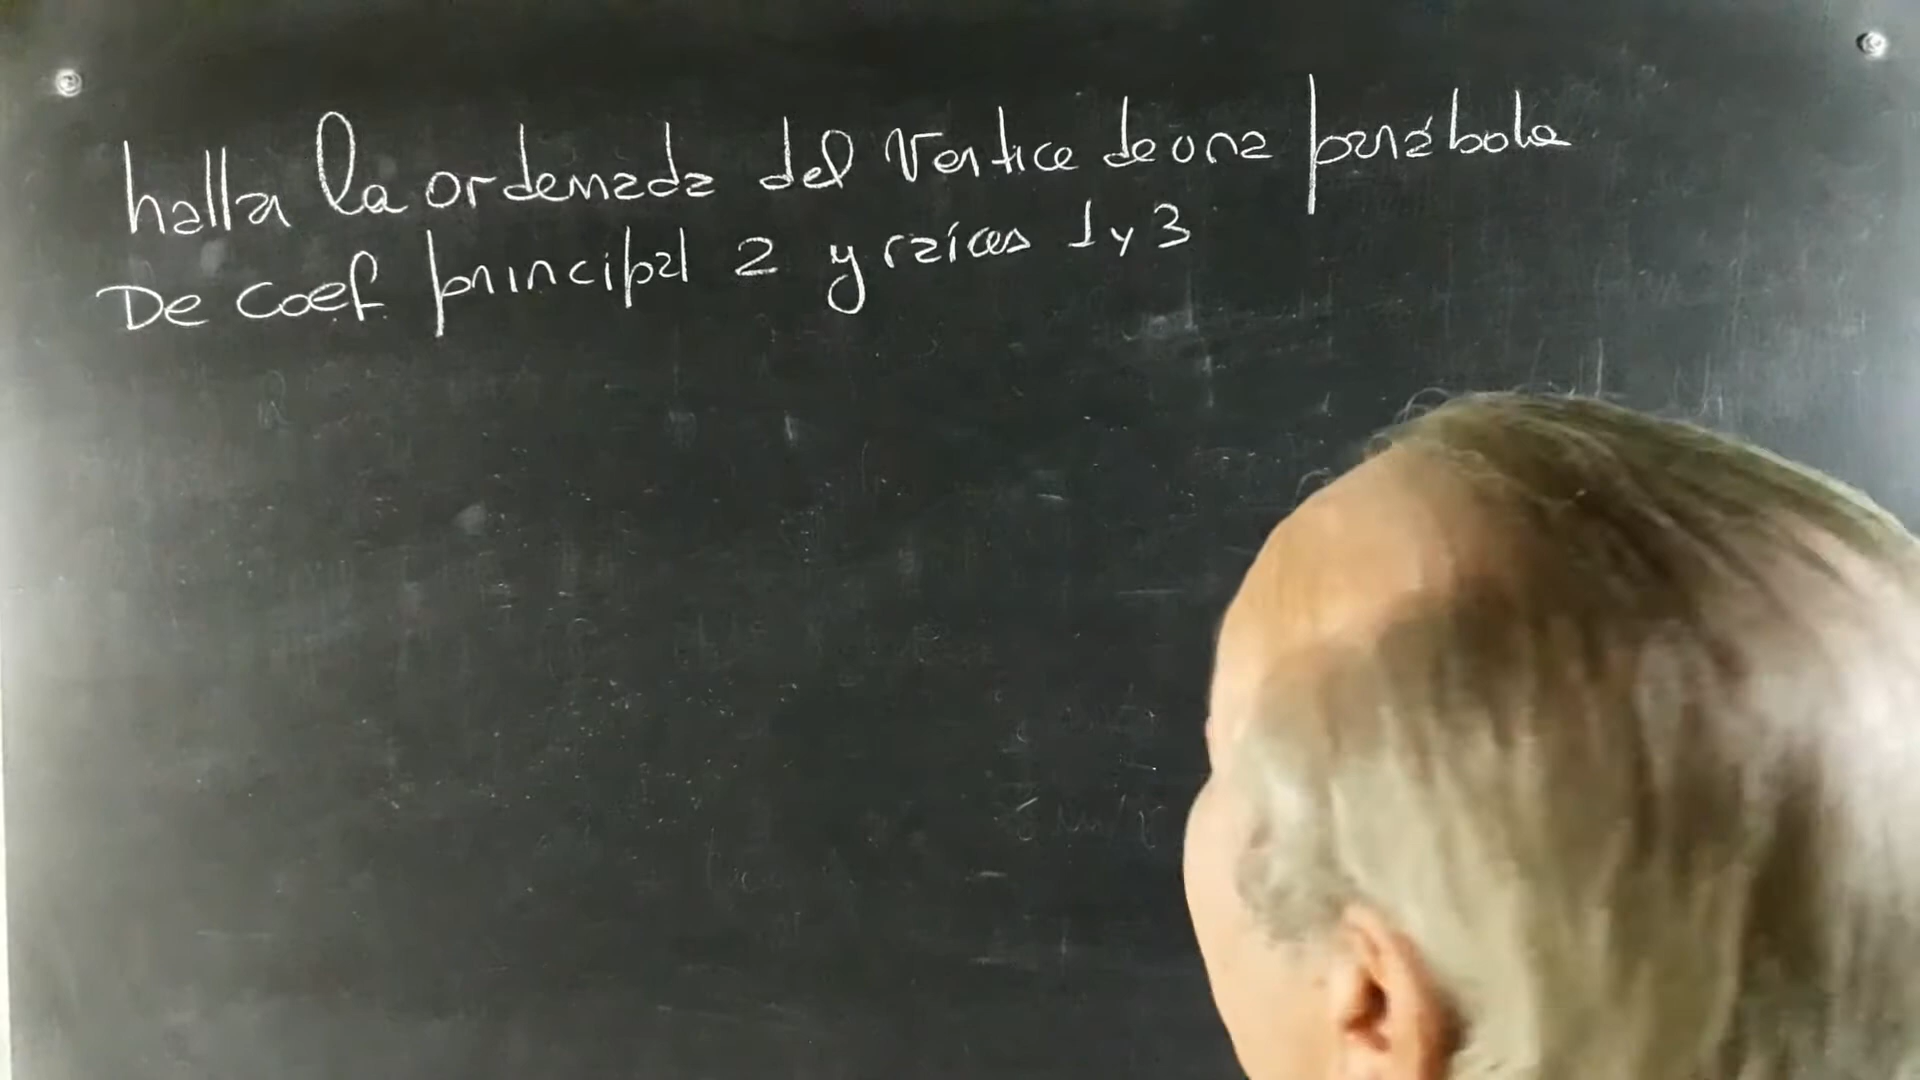 halla la ordenada del vertice de una parábola
De coef principal 2 y raíces 1 y 3